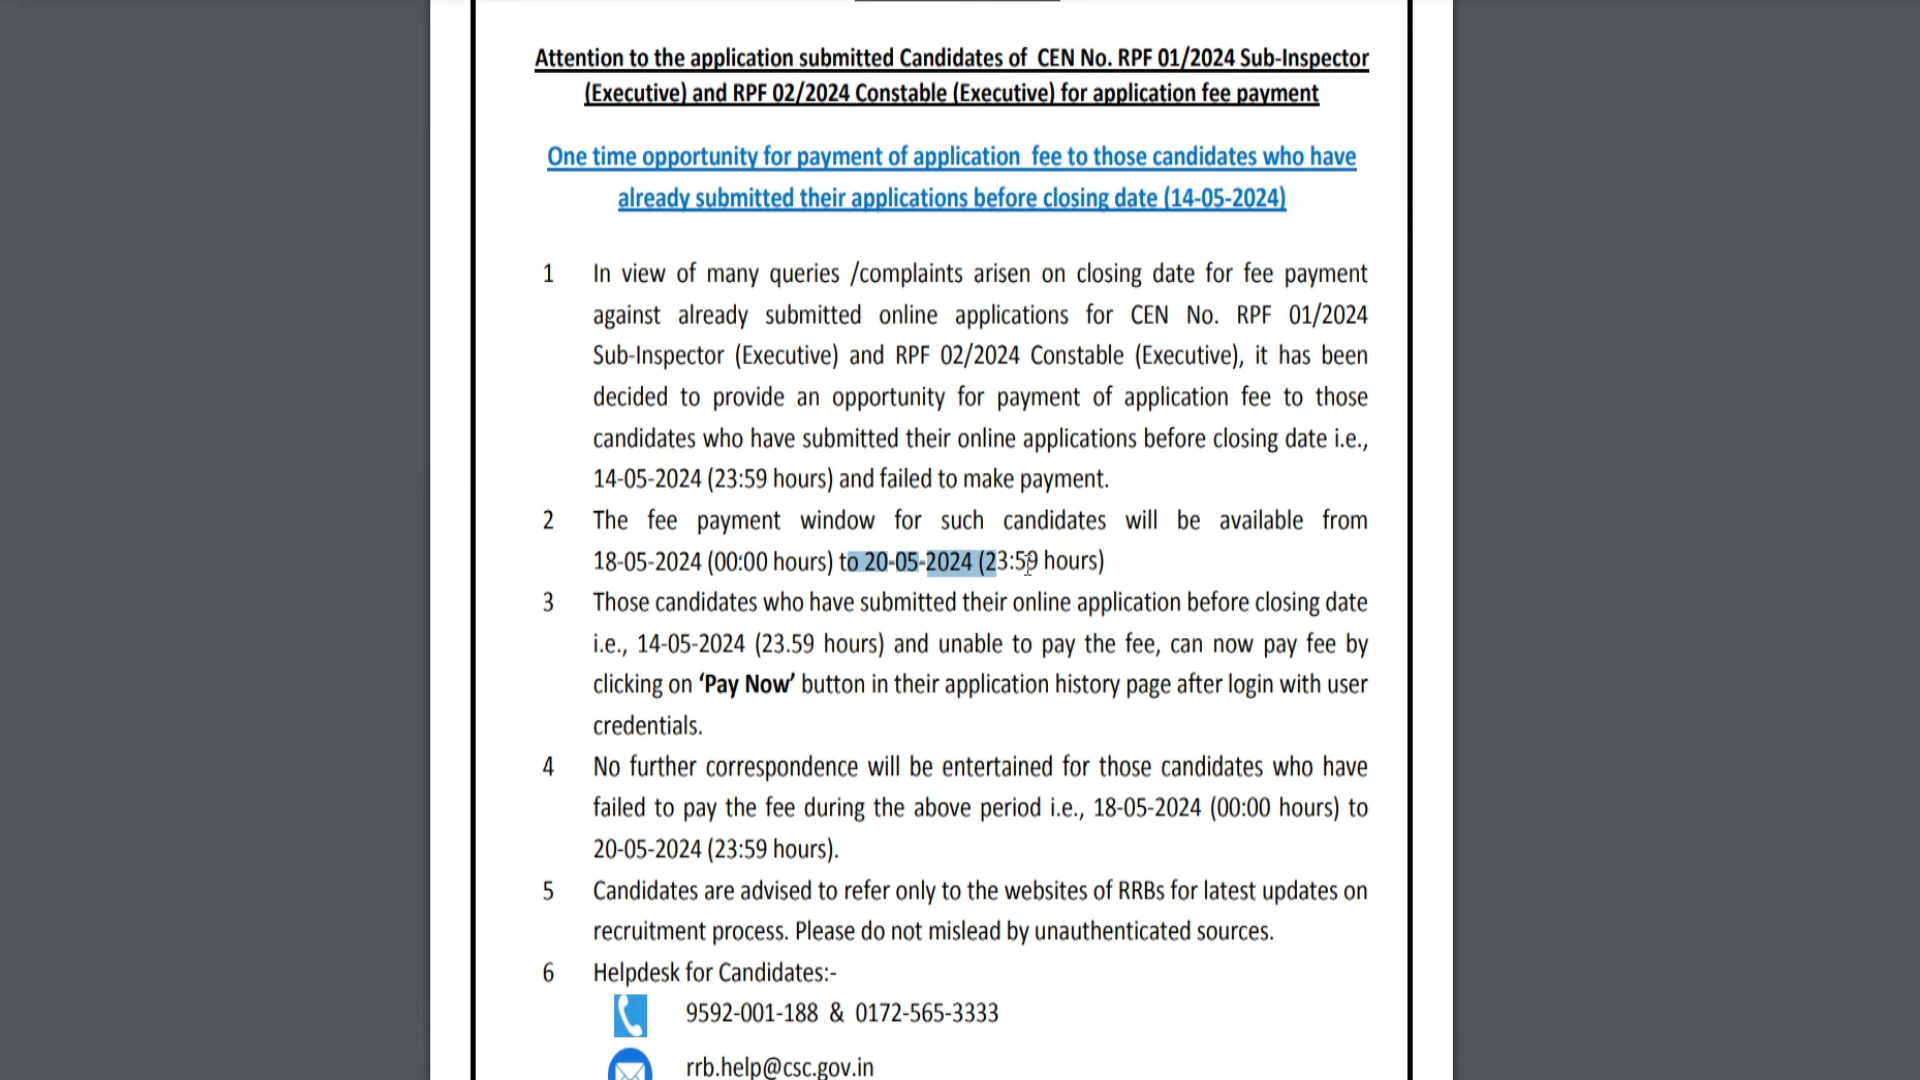 Attention to the application submitted Candidates of CEN No. RPF 01/2024 Sub-Inspector
(Executive) and RPF 02/2024 Constable (Executive) for application fee payment
One time opportunity for payment of application fee to those candidates who have
already submitted their applications before closing date (14-05-2024)
1 In view of many queries /complaints arisen on closing date for fee payment
against already submitted online applications for CEN No. RPF 01/2024
Sub-Inspector (Executive) and RPF 02/2024 Constable (Executive), it has been
decided to provide an opportunity for payment of application fee to those
candidates who have submitted their online applications before closing date i.e.,
14-05-2024 (23:59 hours) and failed to make payment.
2 The fee payment window for such candidates will be available from
18-05-2024 (00:00 hours) to 20-05-2024 (23:59 hours)
3 Those candidates who have submitted their online application before closing date
i.e., 14-05-2024 (23.59 hours) and unable to pay the fee, can now pay fee by
clicking on ‘Pay Now’ button in their application history page after login with user
credentials.
4 No further correspondence will be entertained for those candidates who have
failed to pay the fee during the above period i.e., 18-05-2024 (00:00 hours) to
20-05-2024 (23:59 hours).
5 Candidates are advised to refer only to the websites of RRBs for latest updates on
recruitment process. Please do not mislead by unauthenticated sources.
6 Helpdesk for Candidates:-
9592-001-188 & 0172-565-3333
rrb.help@csc.gov.in